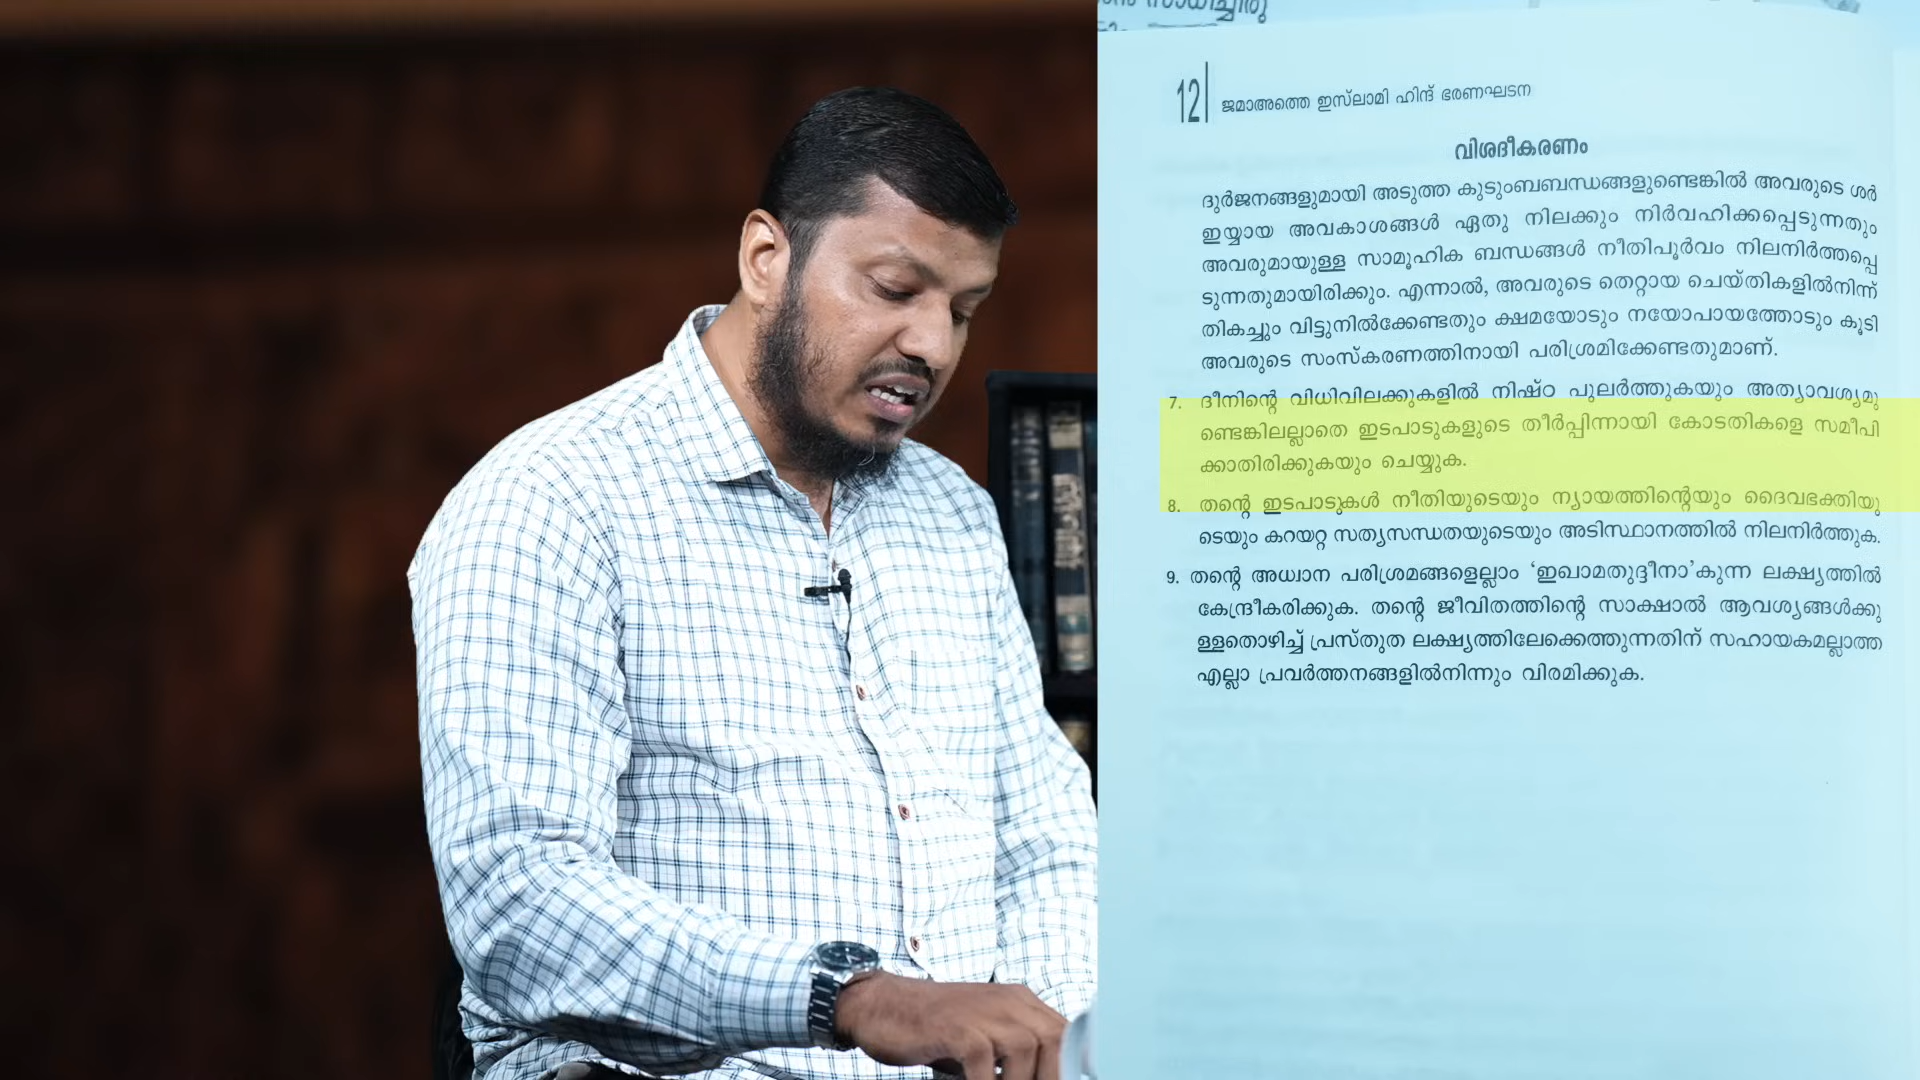 12 ജമാഅത്തെ ഇസ്‌ലാമി ഹിന്ദ് ഭരണഘടന
വിശദീകരണം
ദുർജനങ്ങളുമായി അടുത്ത കുടുംബബന്ധങ്ങളുണ്ടെങ്കിൽ അവരുടെ ശർ
ഇയ്യായ അവകാശങ്ങൾ ഏതു നിലക്കും നിർവഹിക്കപ്പെടുന്നതും
അവരുമായുള്ള സാമൂഹിക ബന്ധങ്ങൾ നീതിപൂർവം നിലനിർത്തപ്പെ
ടുന്നതുമായിരിക്കും. എന്നാൽ, അവരുടെ തെറ്റായ ചെയ്തികളിൽനിന്ന്
തികച്ചും വിട്ടുനിൽക്കേണ്ടതും ക്ഷമയോടും നയോപായത്തോടും കൂടി
അവരുടെ സംസ്കരണത്തിനായി പരിശ്രമിക്കേണ്ടതുമാണ്.
7. ദീനിന്റെ വിധിവിലക്കുകളിൽ നിഷ്ഠ പുലർത്തുകയും അത്യാവശ്യമു
ണ്ടെങ്കിലല്ലാതെ ഇടപാടുകളുടെ തീർപ്പിന്നായി കോടതികളെ സമീപി
ക്കാതിരിക്കുകയും ചെയ്യുക.
8. തന്റെ ഇടപാടുകൾ നീതിയുടെയും ന്യായത്തിന്റെയും ദൈവഭക്തിയു
ടെയും കറയറ്റ സത്യസന്ധതയുടെയും അടിസ്ഥാനത്തിൽ നിലനിർത്തുക.
9. തന്റെ അധ്വാന പരിശ്രമങ്ങളെല്ലാം ‘ഇഖാമതുദ്ദീനാ’കുന്ന ലക്ഷ്യത്തിൽ
കേന്ദ്രീകരിക്കുക. തന്റെ ജീവിതത്തിന്റെ സാക്ഷാൽ ആവശ്യങ്ങൾക്കു
ള്ളതൊഴിച്ച് പ്രസ്തുത ലക്ഷ്യത്തിലേക്കെത്തുന്നതിന് സഹായകമല്ലാത്ത
എല്ലാ പ്രവർത്തനങ്ങളിൽനിന്നും വിരമിക്കുക.